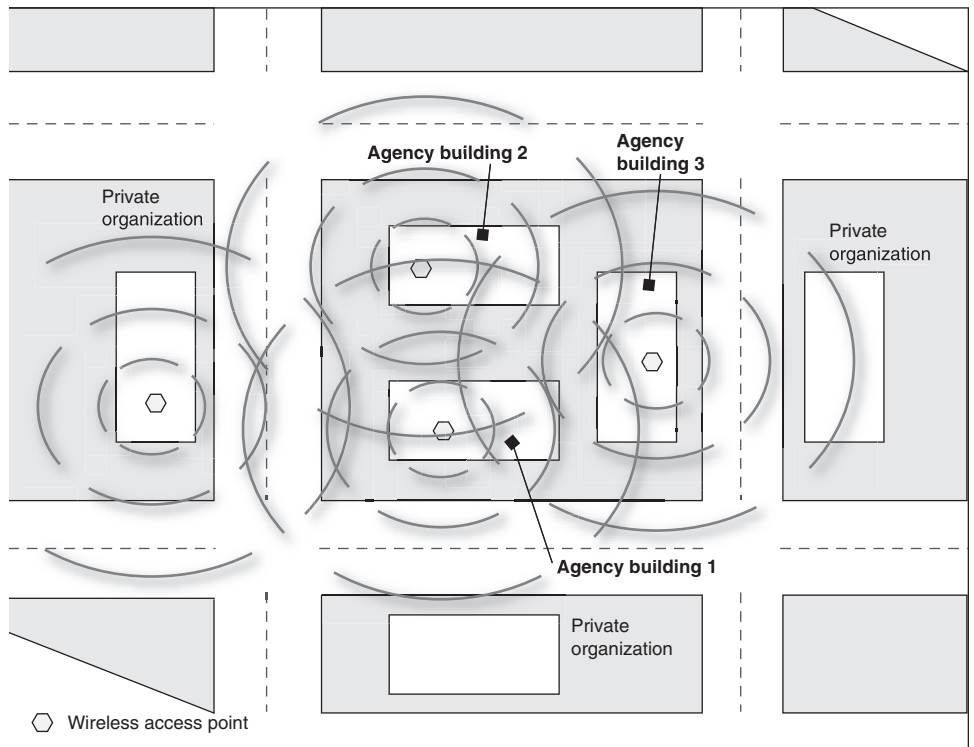 Agency building 2
Agency
building 3
Private
organization
Private
organization
Agency building 1
Private
organization
Wireless access point